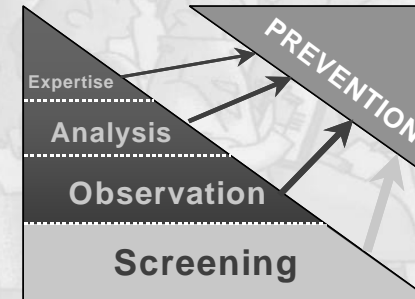 PREVENTION
Expertise
Analysis
Observation
Screening